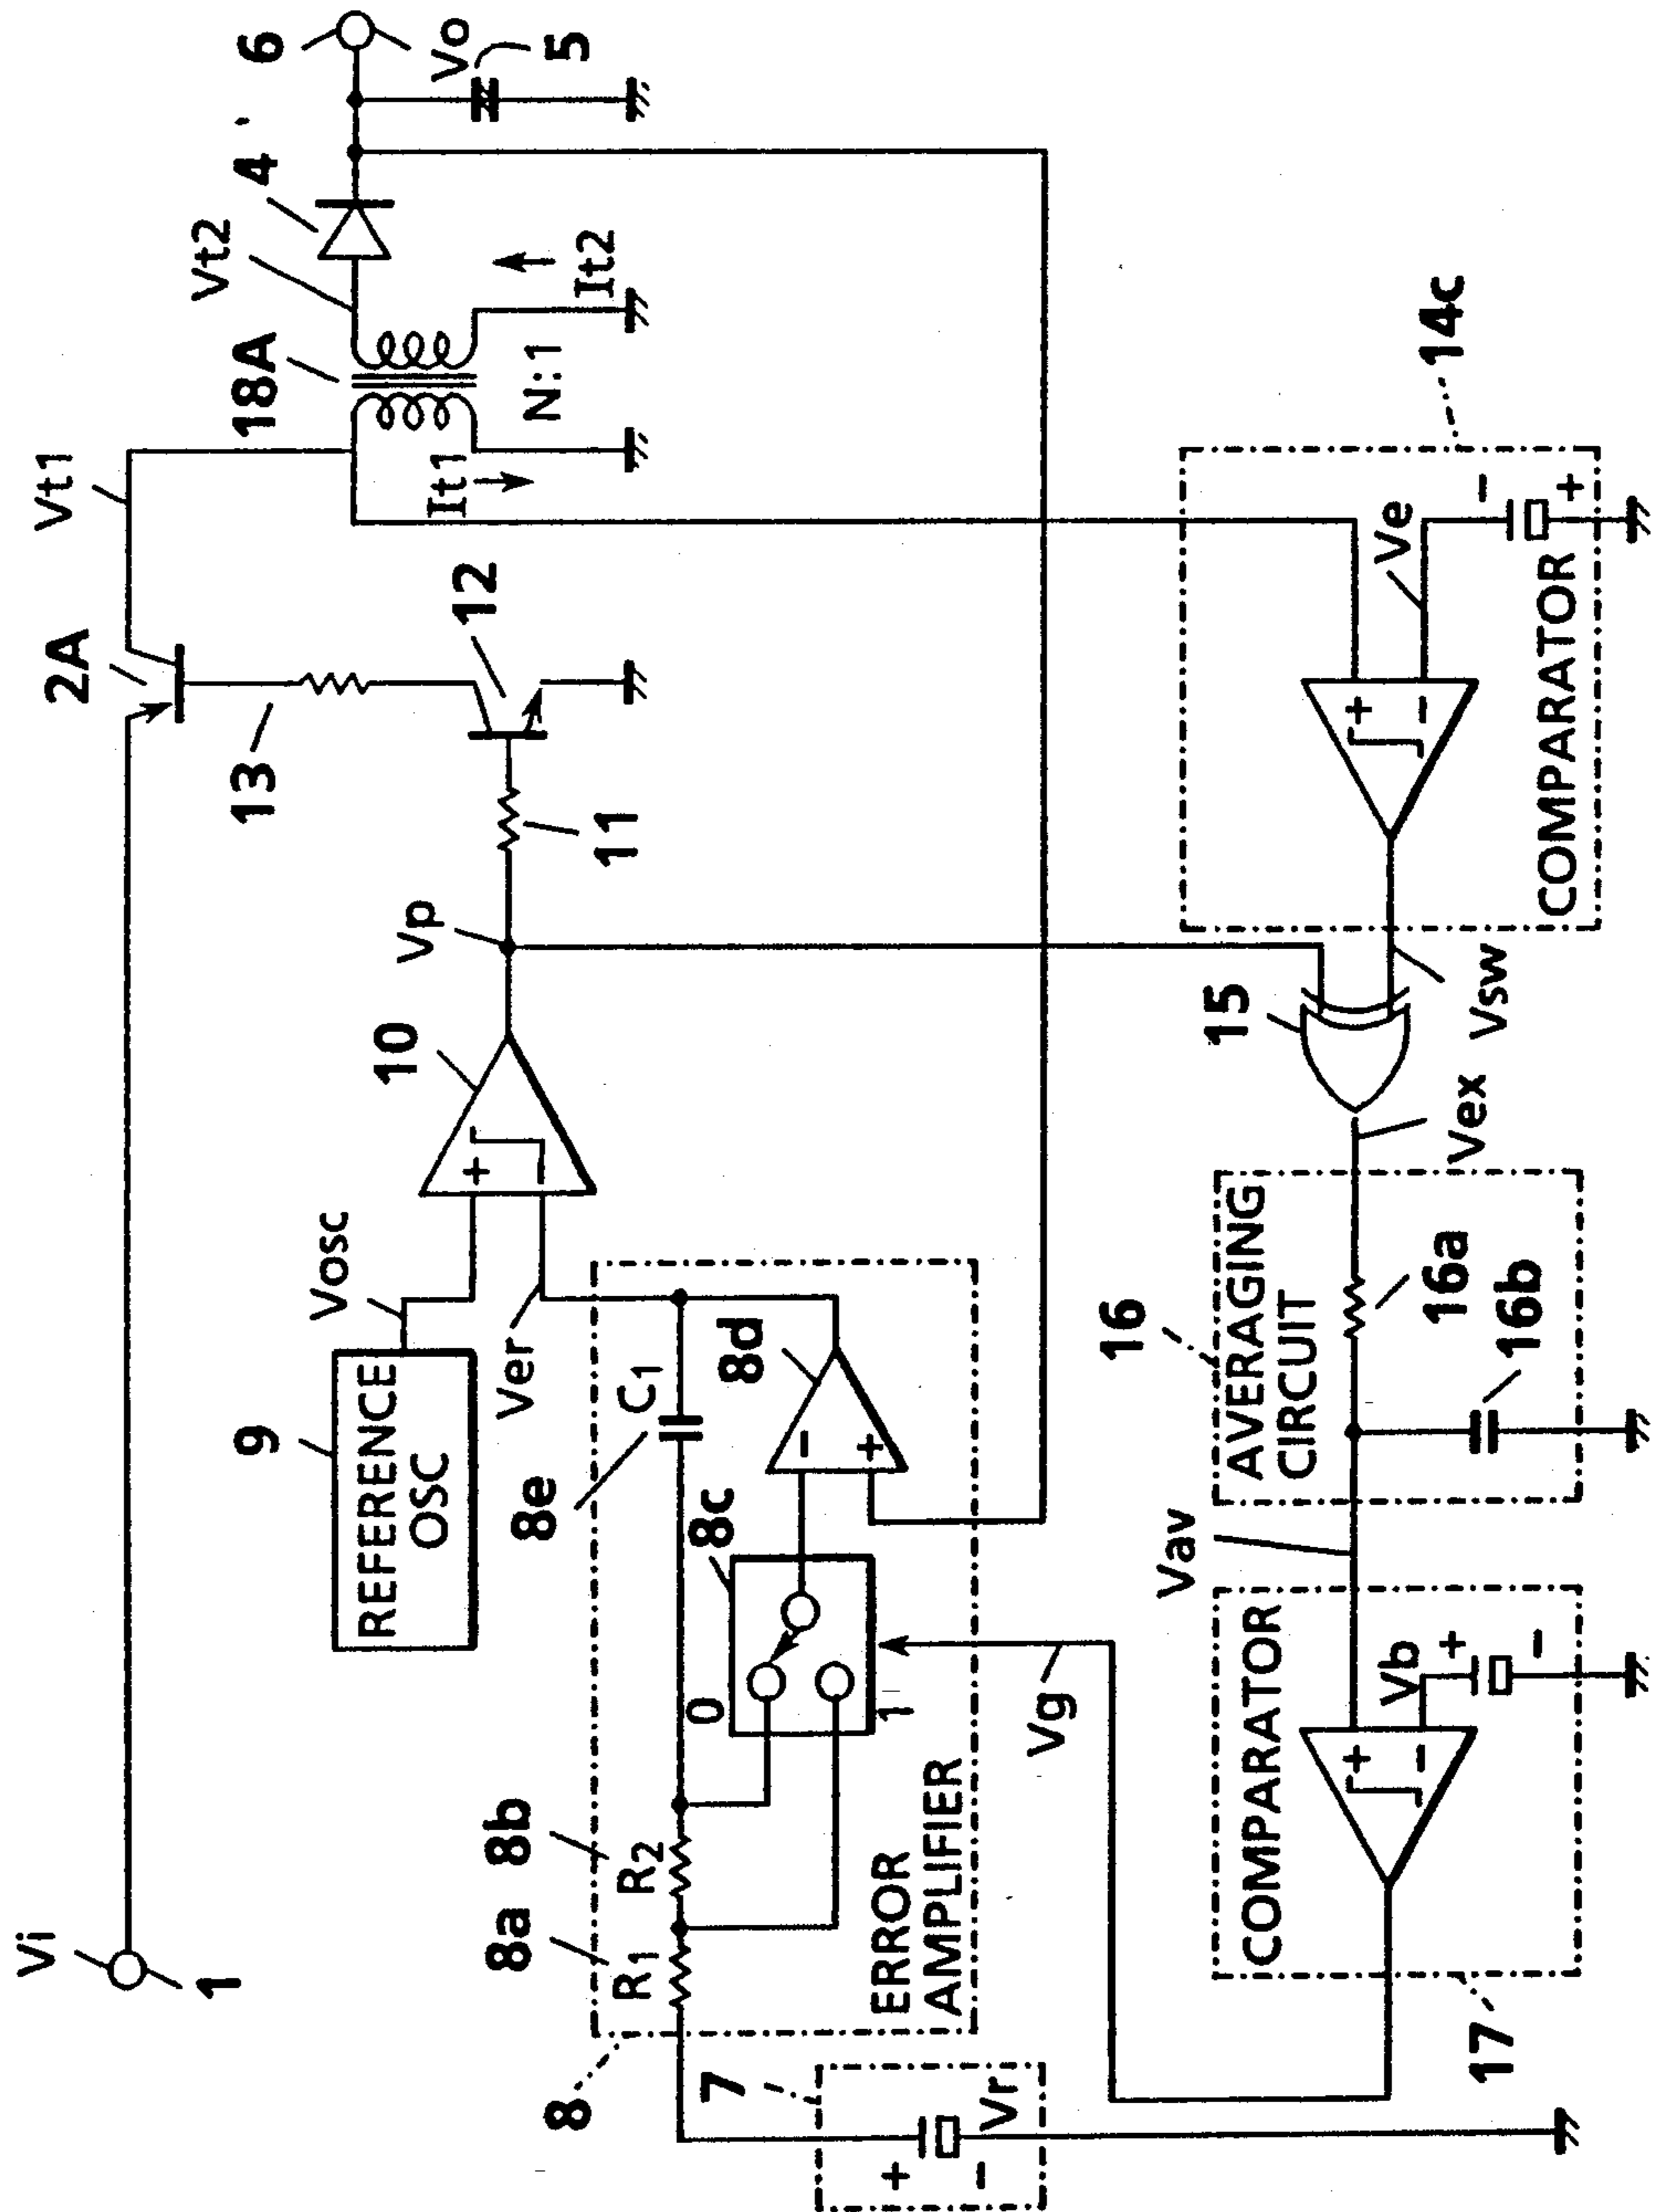 Vi
1
2A
Vt1
13
12
11
Vp
10
9
REFERENCE
OSC
Vosc
Ver
18A
It1
N:1
It2
Vt2
4
6
Vo
5
8
8a
8b
R1
R2
8e
C1
8c
0
1
8d
+
-
+
-
ERROR
AMPLIFIER
7
+
-
Vr
Vg
17
COMPARATOR
+
-
Vb
+
-
Vav
16
AVERAGING
CIRCUIT
16a
16b
Vex
15
Vsw
14c
COMPARATOR
+
-
Ve
-
+